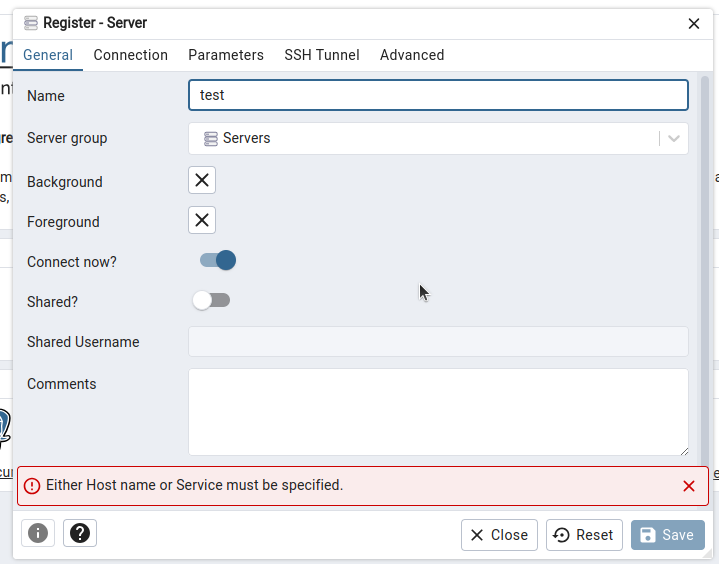 Register - Server
General Connection Parameters SSH Tunnel Advanced
Name test
Server group Servers
Background
Foreground
Connect now?
Shared?
Shared Username
Comments
Either Host name or Service must be specified.
Close Reset Save